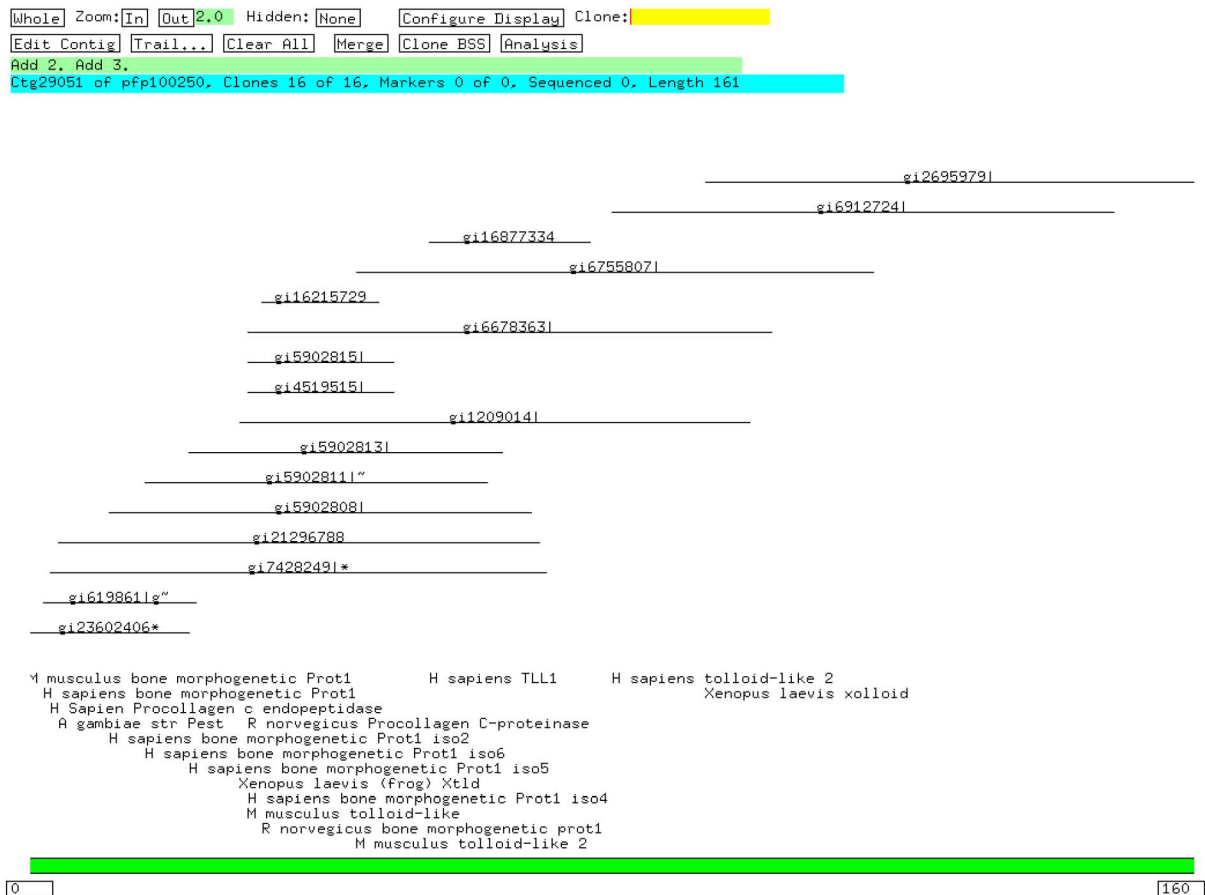 Whole Zoom: In Out 2.0 Hidden: None Configure Display Clone:
Edit Contig Trail... Clear All Merge Clone BSS Analysis
Add 2. Add 3.
Ctg29051 of pfp100250, Clones 16 of 16, Markers 0 of 0, Sequenced 0, Length 161
gi2695979|
gi6912724|
gi16877334
gi6755807|
gi16215729
gi6678363|
gi5902815|
gi4519515|
gi1209014|
gi5902813|
gi5902811|~
gi5902808|
gi21296788
gi7428249|*
gi619861|g~
gi23602406*
M musculus bone morphogenetic Prot1 H sapiens TLL1 H sapiens tolloid-like 2
H sapiens bone morphogenetic Prot1 Xenopus laevis xolloid
H Sapien Procollagen c endopeptidase
A gambiae str Pest R norvegicus Procollagen C-proteinase
H sapiens bone morphogenetic Prot1 iso2
H sapiens bone morphogenetic Prot1 iso6
H sapiens bone morphogenetic Prot1 iso5
Xenopus laevis (frog) Xtld
H sapiens bone morphogenetic Prot1 iso4
M musculus tolloid-like
R norvegicus bone morphogenetic prot1
M musculus tolloid-like 2
0 160